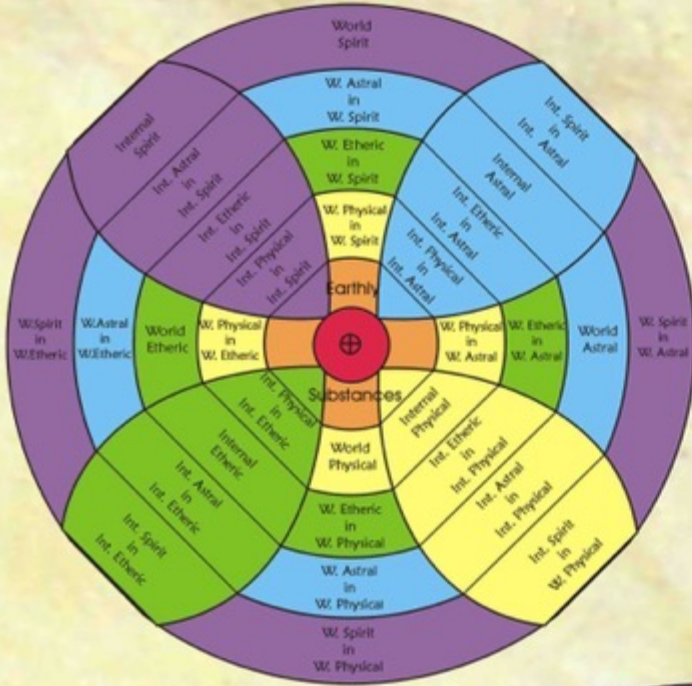 World
Spirit
W. Astral
in
W. Spirit
W. Etheric
in
W. Spirit
W. Physical
in
W. Spirit
Internal
Spirit
Int. Astral
in
Int. Spirit
Int. Etheric
in
Int. Spirit
Int. Physical
in
Int. Spirit
Int. Spirit
in
Int. Astral
Internal
Astral
Int. Etheric
in
Int. Astral
Int. Physical
in
Int. Astral
Earthly
Substances
W.Spirit
in
W.Etheric
W.Astral
in
W.Etheric
World
Etheric
W. Physical
in
W. Etheric
W. Physical
in
W. Astral
W. Etheric
in
W. Astral
World
Astral
W. Spirit
in
W. Astral
Int. Physical
in
Int. Etheric
Internal
Etheric
Int. Astral
in
Int. Etheric
Int. Spirit
in
Int. Etheric
Internal
Physical
Int. Etheric
in
Int. Physical
Int. Astral
in
Int. Physical
Int. Spirit
in
W. Physical
World
Physical
W. Etheric
in
W. Physical
W. Astral
in
W. Physical
W. Spirit
in
W. Physical